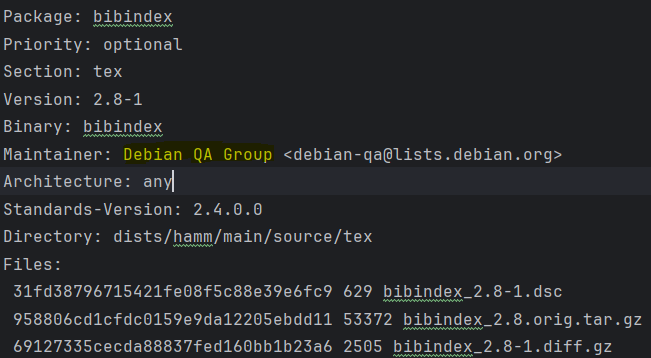 Package: bibindex
Priority: optional
Section: tex
Version: 2.8-1
Binary: bibindex
Maintainer: Debian QA Group <debian-qa@lists.debian.org>
Architecture: any
Standards-Version: 2.4.0.0
Directory: dists/hamm/main/source/tex
Files:
31fd38796715421fe08f5c88e39e6fc9 629 bibindex_2.8-1.dsc
958806cd1cfdc0159e9da12205ebdd11 53372 bibindex_2.8.orig.tar.gz
69127335cecda88837fed160bb1b23a6 2505 bibindex_2.8-1.diff.gz